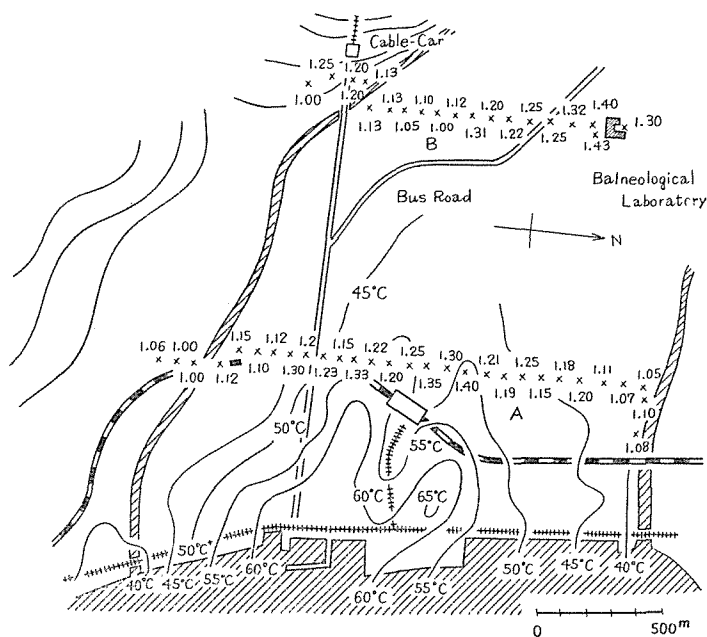 Cable-Car
1.25 1.20
1.13
1.00
1.20
1.13 1.10 1.12 1.20 1.25 1.32 1.40
1.30
1.13 1.05 1.00 1.31 1.22 1.25 1.43
B
Balneological
Laboratory
Bus Road
N
45°C
1.06 1.00 1.15 1.12 1.2 1.15 1.22 1.25 1.30 1.21 1.25 1.18 1.11 1.05
1.00 1.12 1.10 1.30 1.23 1.33 1.20 1.35 1.40 1.19 1.15 1.20 1.07
1.10
A
1.08
50°C
55°C
60°C
65°C
50°C
40°C 45°C 55°C 60°C
60°C 55°C 50°C 45°C 40°C
0 500m